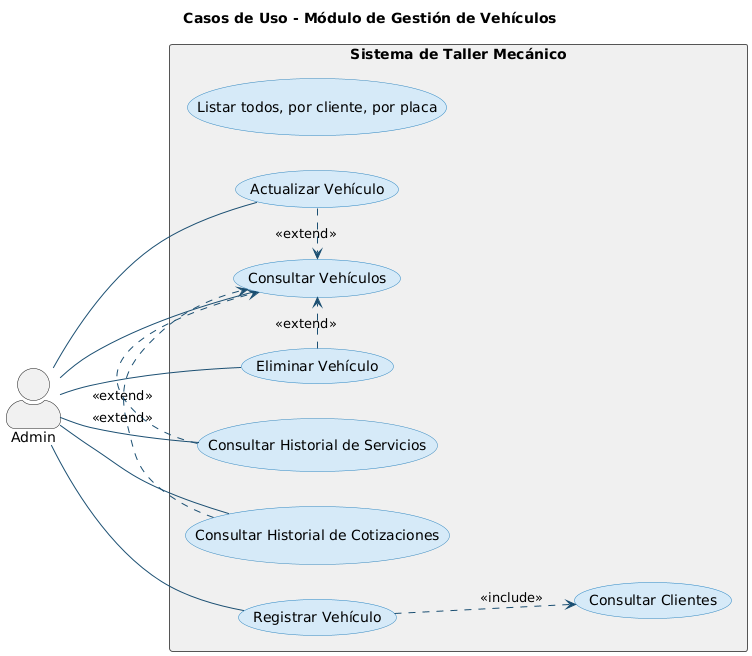 Casos de Uso - Módulo de Gestión de Vehículos
Sistema de Taller Mecánico
Listar todos, por cliente, por placa
Actualizar Vehículo
«extend»
Consultar Vehículos
«extend»
Eliminar Vehículo
«extend»
«extend»
Admin
Consultar Historial de Servicios
Consultar Historial de Cotizaciones
«include»
Consultar Clientes
Registrar Vehículo